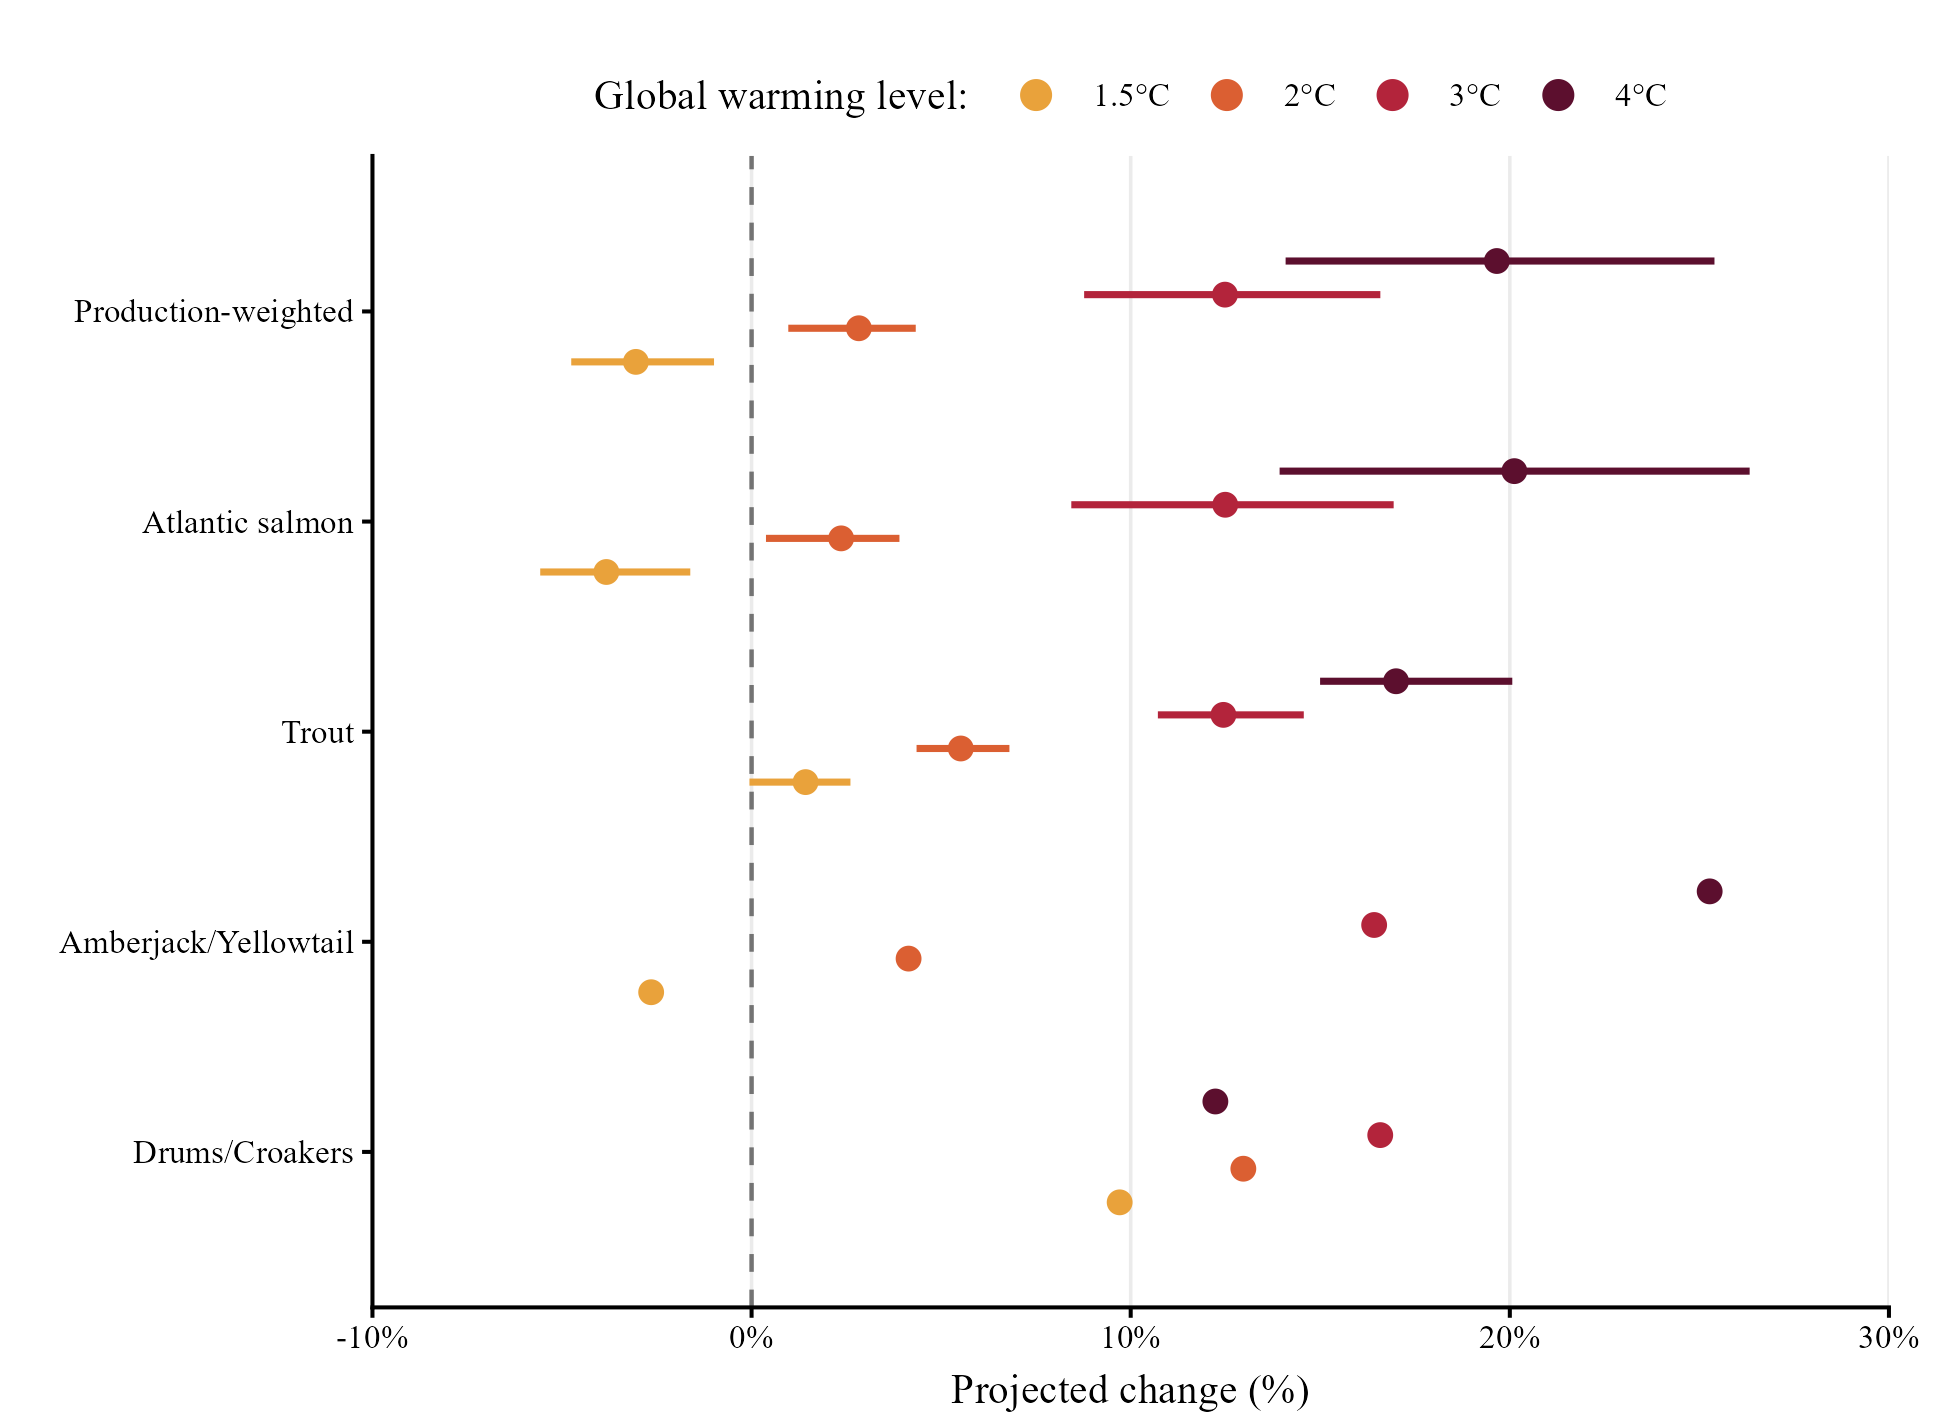 Global warming level: 1.5°C 2°C 3°C 4°C
Production-weighted
Atlantic salmon
Trout
Amberjack/Yellowtail
Drums/Croakers
-10% 0% 10% 20% 30%
Projected change (%)